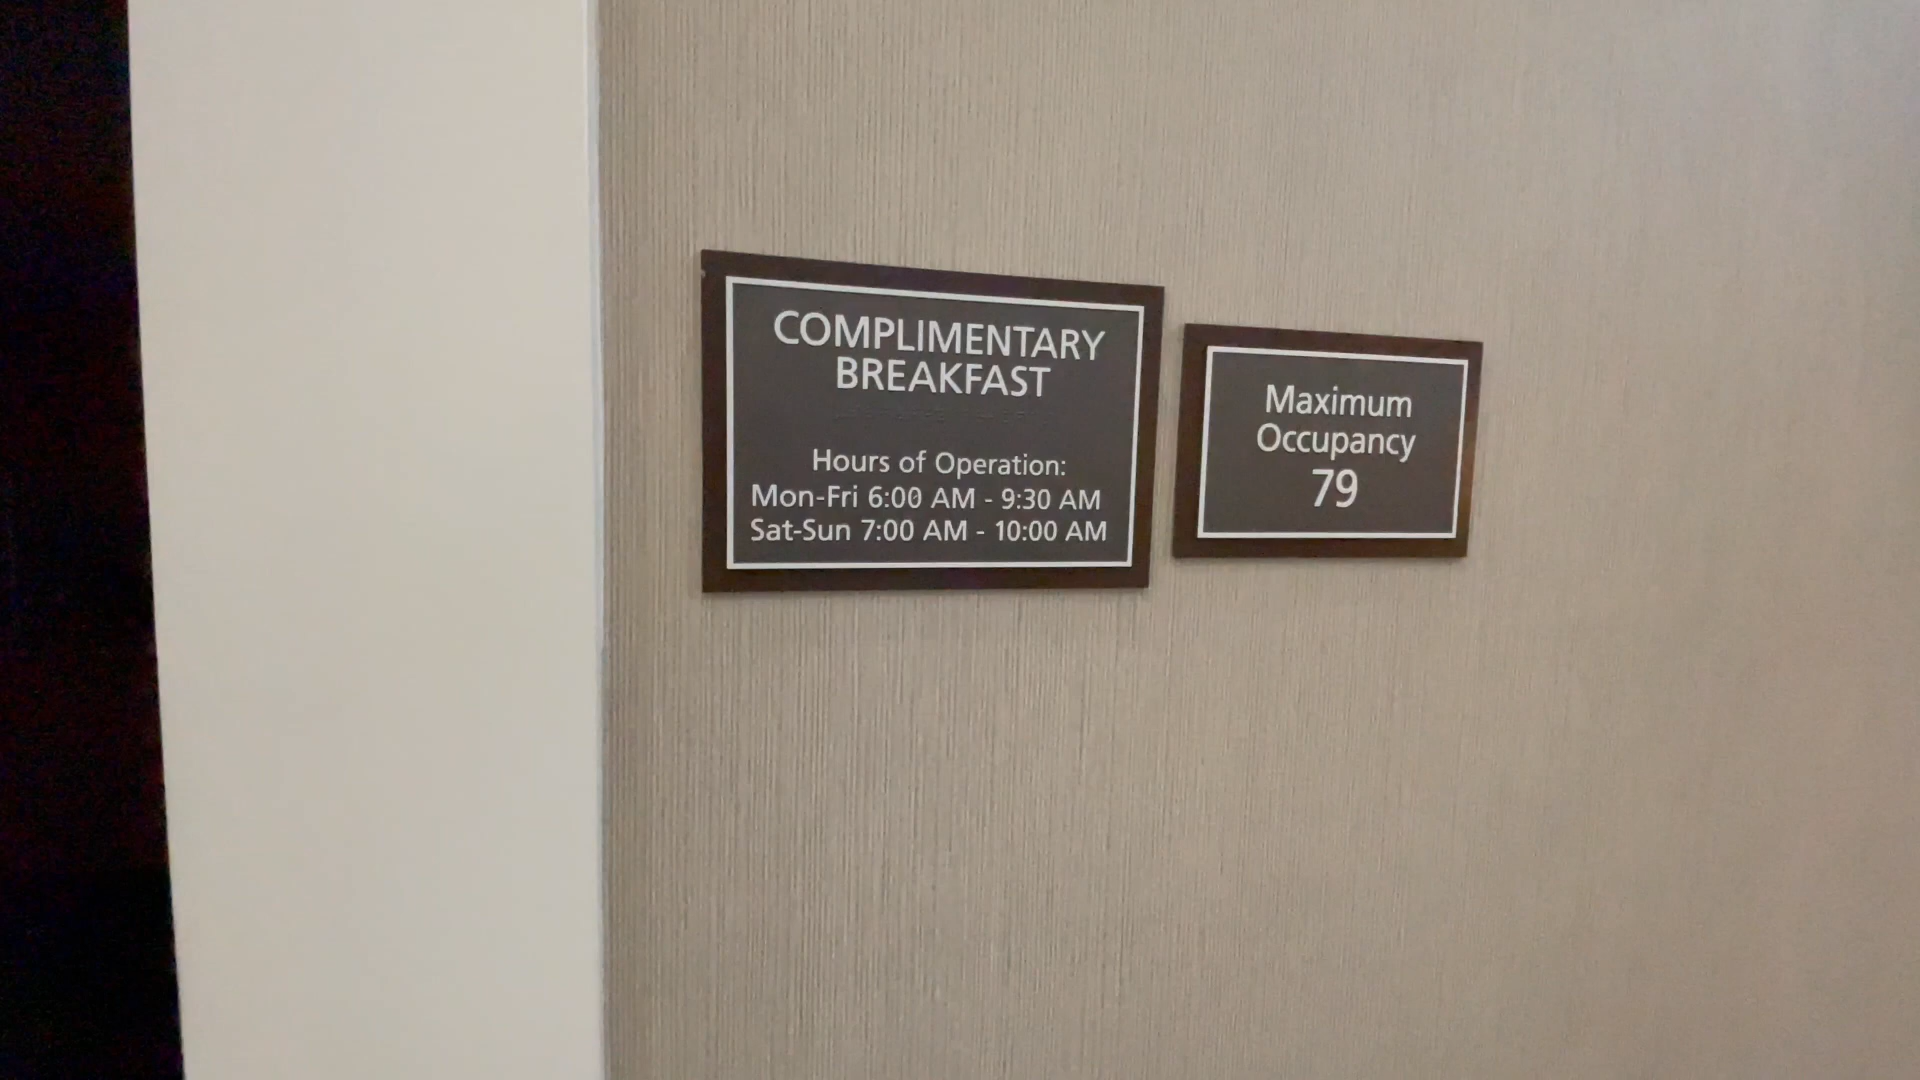 COMPLIMENTARY
BREAKFAST
Hours of Operation:
Mon-Fri 6:00 AM - 9:30 AM
Sat-Sun 7:00 AM - 10:00 AM
Maximum
Occupancy
79